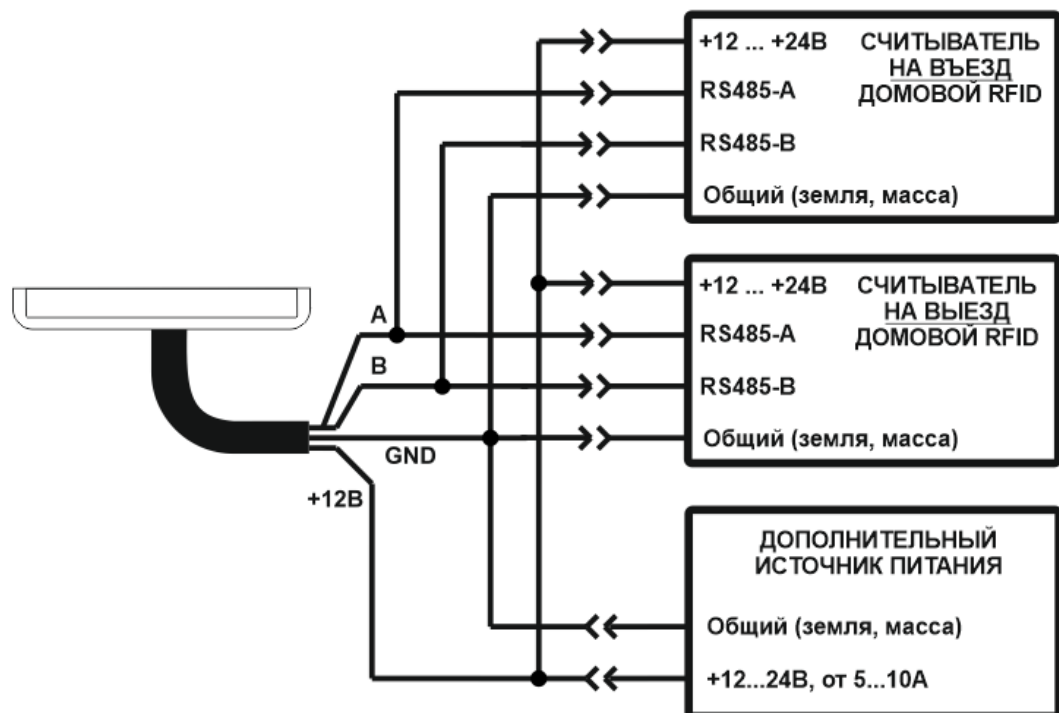 +12 ... +24В
СЧИТЫВАТЕЛЬ
НА ВЪЕЗД
ДОМОВОЙ RFID
RS485-A
RS485-B
Общий (земля, масса)
+12 ... +24В
СЧИТЫВАТЕЛЬ
НА ВЫЕЗД
ДОМОВОЙ RFID
RS485-A
RS485-B
Общий (земля, масса)
A
B
GND
+12В
ДОПОЛНИТЕЛЬНЫЙ
ИСТОЧНИК ПИТАНИЯ
Общий (земля, масса)
+12...24В, от 5...10А